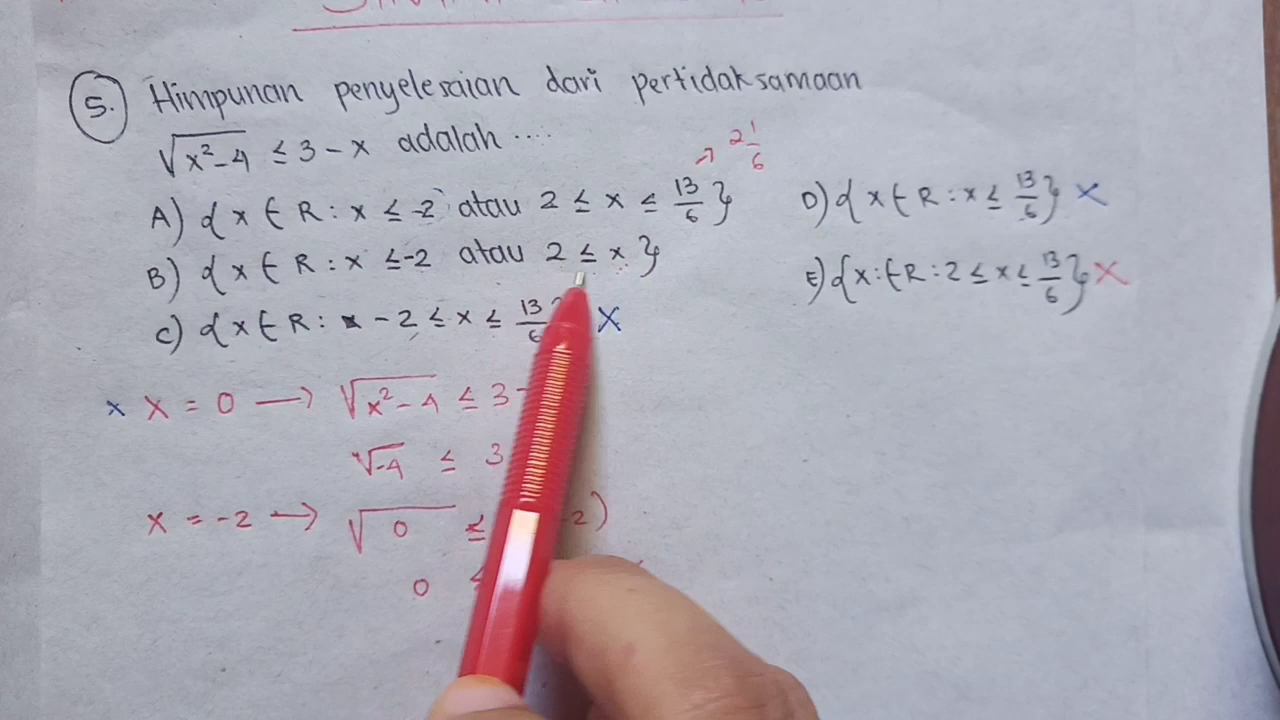 5. Himpunan penyelesaian dari pertidaksamaan
√x²-4 ≤ 3 - x adalah ....
A) {x ∈ R : x ≤ -2 atau 2 ≤ x ≤ 13/6} → 2 1/6
B) {x ∈ R : x ≤ -2 atau 2 ≤ x}
C) {x ∈ R : - 2 ≤ x ≤ 13/6 X
D) {x ∈ R : x ≤ 13/6} X
E) {x : ∈ R : 2 ≤ x ≤ 13/6} X
x X = 0 → √x²-4 ≤ 3 -
√-4 ≤ 3
X = -2 → √0 ≤ -2)
0 ≤